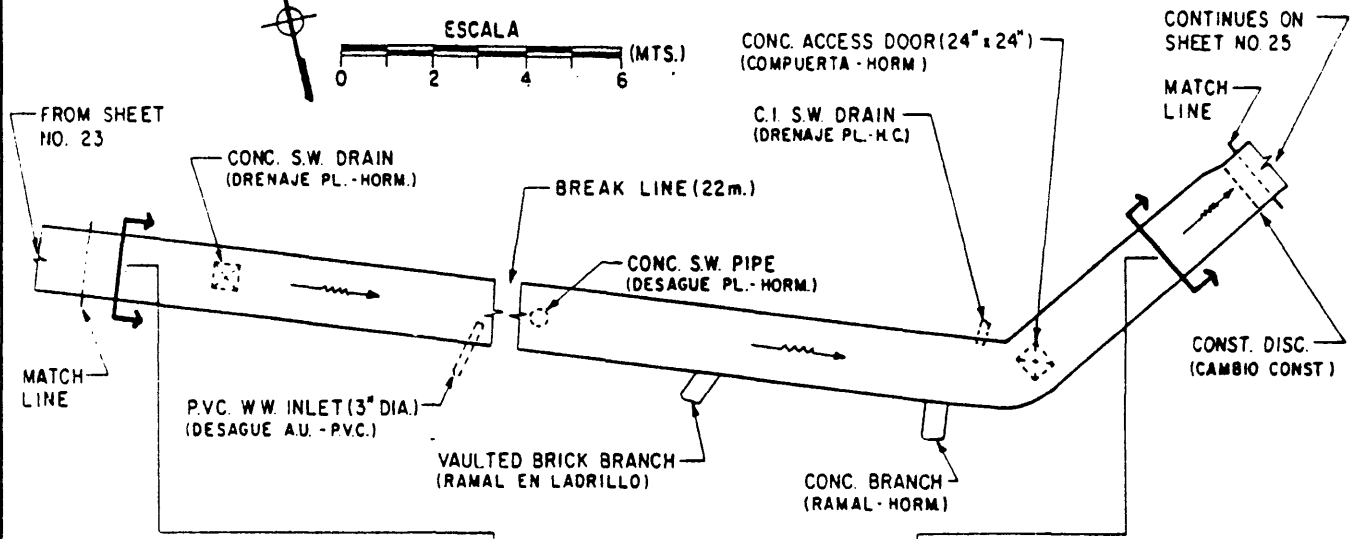 ESCALA
(MTS.)
0 2 4 6
CONTINUES ON
SHEET NO. 25
CONC. ACCESS DOOR (24" x 24")
(COMPUERTA - HORM)
MATCH
LINE
FROM SHEET
NO. 23
C.I. S.W. DRAIN
(DRENAJE PL.-H.C.)
CONC. S.W. DRAIN
(DRENAJE PL.-HORM.)
BREAK LINE (22m.)
CONC. S.W. PIPE
(DESAGUE PL.-HORM.)
MATCH
LINE
CONST. DISC.
(CAMBIO CONST)
P.VC. W.W. INLET (3" DIA.)
(DESAGUE A.U. - P.V.C.)
VAULTED BRICK BRANCH
(RAMAL EN LADRILLO)
CONC. BRANCH
(RAMAL-HORM)